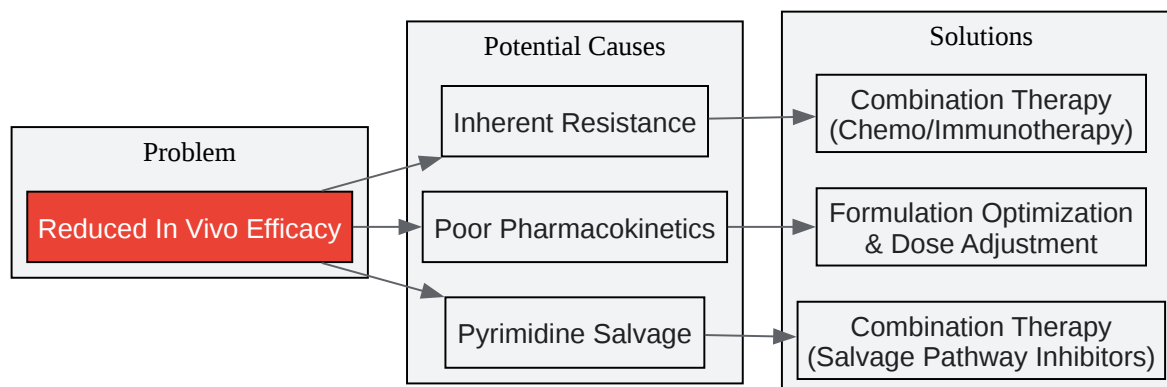 Problem
Reduced In Vivo Efficacy
Potential Causes
Inherent Resistance
Poor Pharmacokinetics
Pyrimidine Salvage
Solutions
Combination Therapy
(Chemo/Immunotherapy)
Formulation Optimization
& Dose Adjustment
Combination Therapy
(Salvage Pathway Inhibitors)